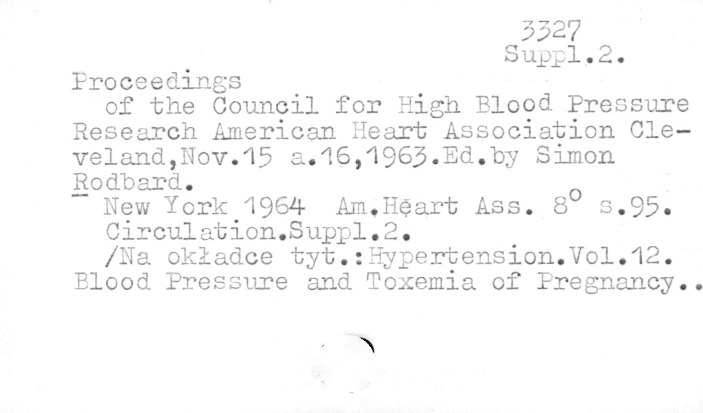 3327
Suppl.2.
Proceedings
of the Council for High Blood Pressure
Research American Heart Association Cle-
veland,Nov.15 a.16,1963.Ed.by Simon
Rodbard.
New York 1964 Am.Heart Ass. 8° s.95.
Circulation.Suppl.2.
/Na okładce tyt.:Hypertension.Vol.12.
Blood Pressure and Toxemia of Pregnancy..